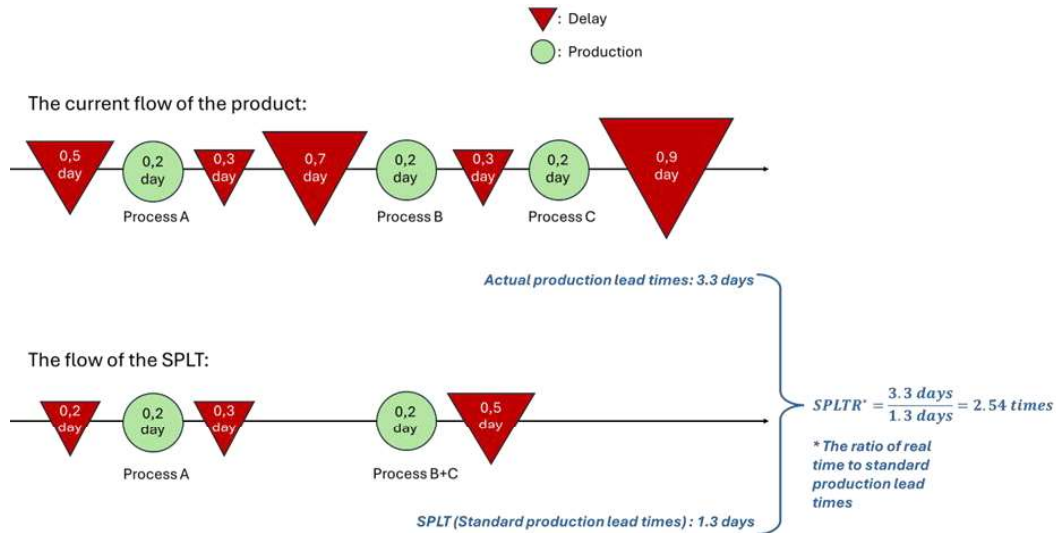 : Delay
: Production
The current flow of the product:
0,5
day
0,2
day
0,3
day
0,7
day
0,2
day
0,3
day
0,2
day
0,9
day
Process A
Process B
Process C
Actual production lead times: 3.3 days
The flow of the SPLT:
0,2
day
0,2
day
0,3
day
0,2
day
0,5
day
Process A
Process B+C
SPLTR* = 3.3 days / 1.3 days = 2.54 times
* The ratio of real
time to standard
production lead
times
SPLT (Standard production lead times) : 1.3 days